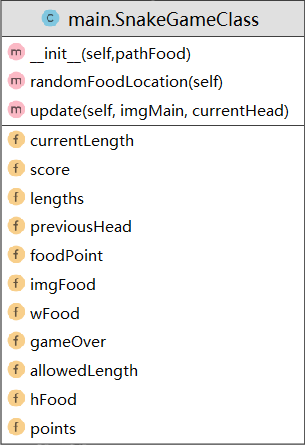 C main.SnakeGameClass
m __init__(self,pathFood)
m randomFoodLocation(self)
m update(self, imgMain, currentHead)
f currentLength
f score
f lengths
f previousHead
f foodPoint
f imgFood
f wFood
f gameOver
f allowedLength
f hFood
f points